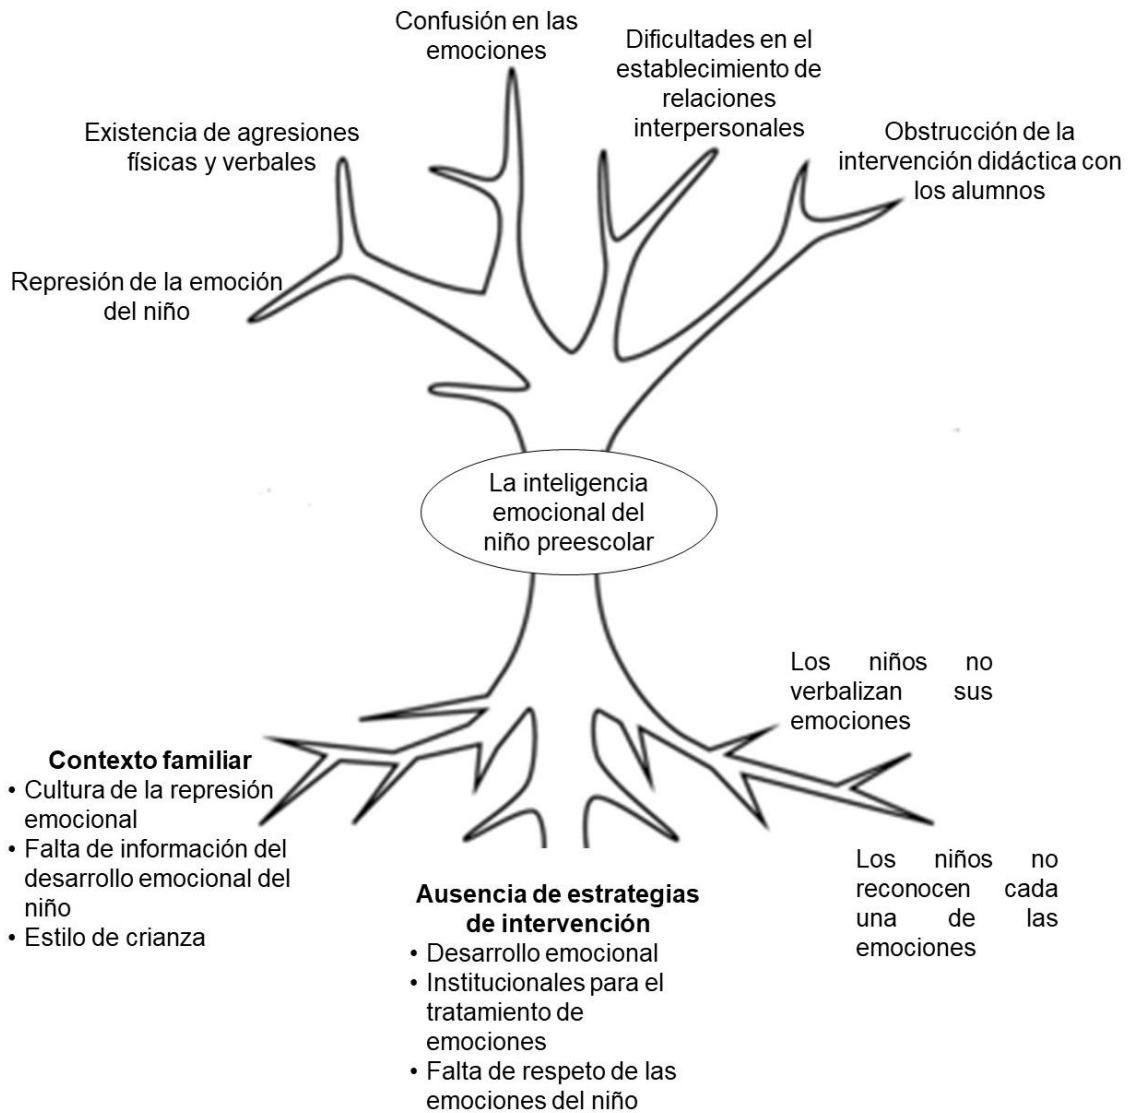 Confusión en las
emociones
Dificultades en el
establecimiento de
relaciones
interpersonales
Existencia de agresiones
físicas y verbales
Obstrucción de la
intervención didáctica con
los alumnos
Represión de la emoción
del niño
La inteligencia
emocional del
niño preescolar
Los niños no
verbalizan sus
emociones
Contexto familiar
• Cultura de la represión
emocional
• Falta de información del
desarrollo emocional del
niño
• Estilo de crianza
Los niños no
reconocen cada
una de las
emociones
Ausencia de estrategias
de intervención
• Desarrollo emocional
• Institucionales para el
tratamiento de
emociones
• Falta de respeto de las
emociones del niño